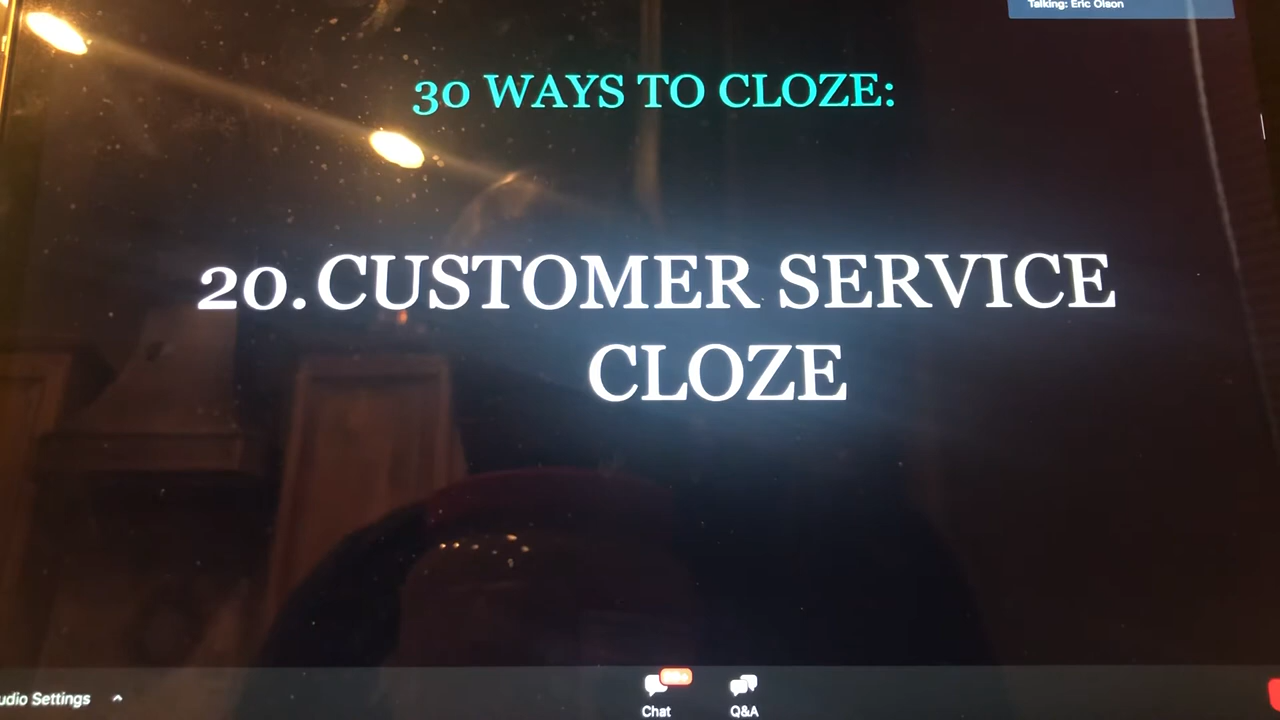 Talking: Eric Olson
30 WAYS TO CLOZE:
20. CUSTOMER SERVICE
CLOZE
udio Settings
Chat
Q&A